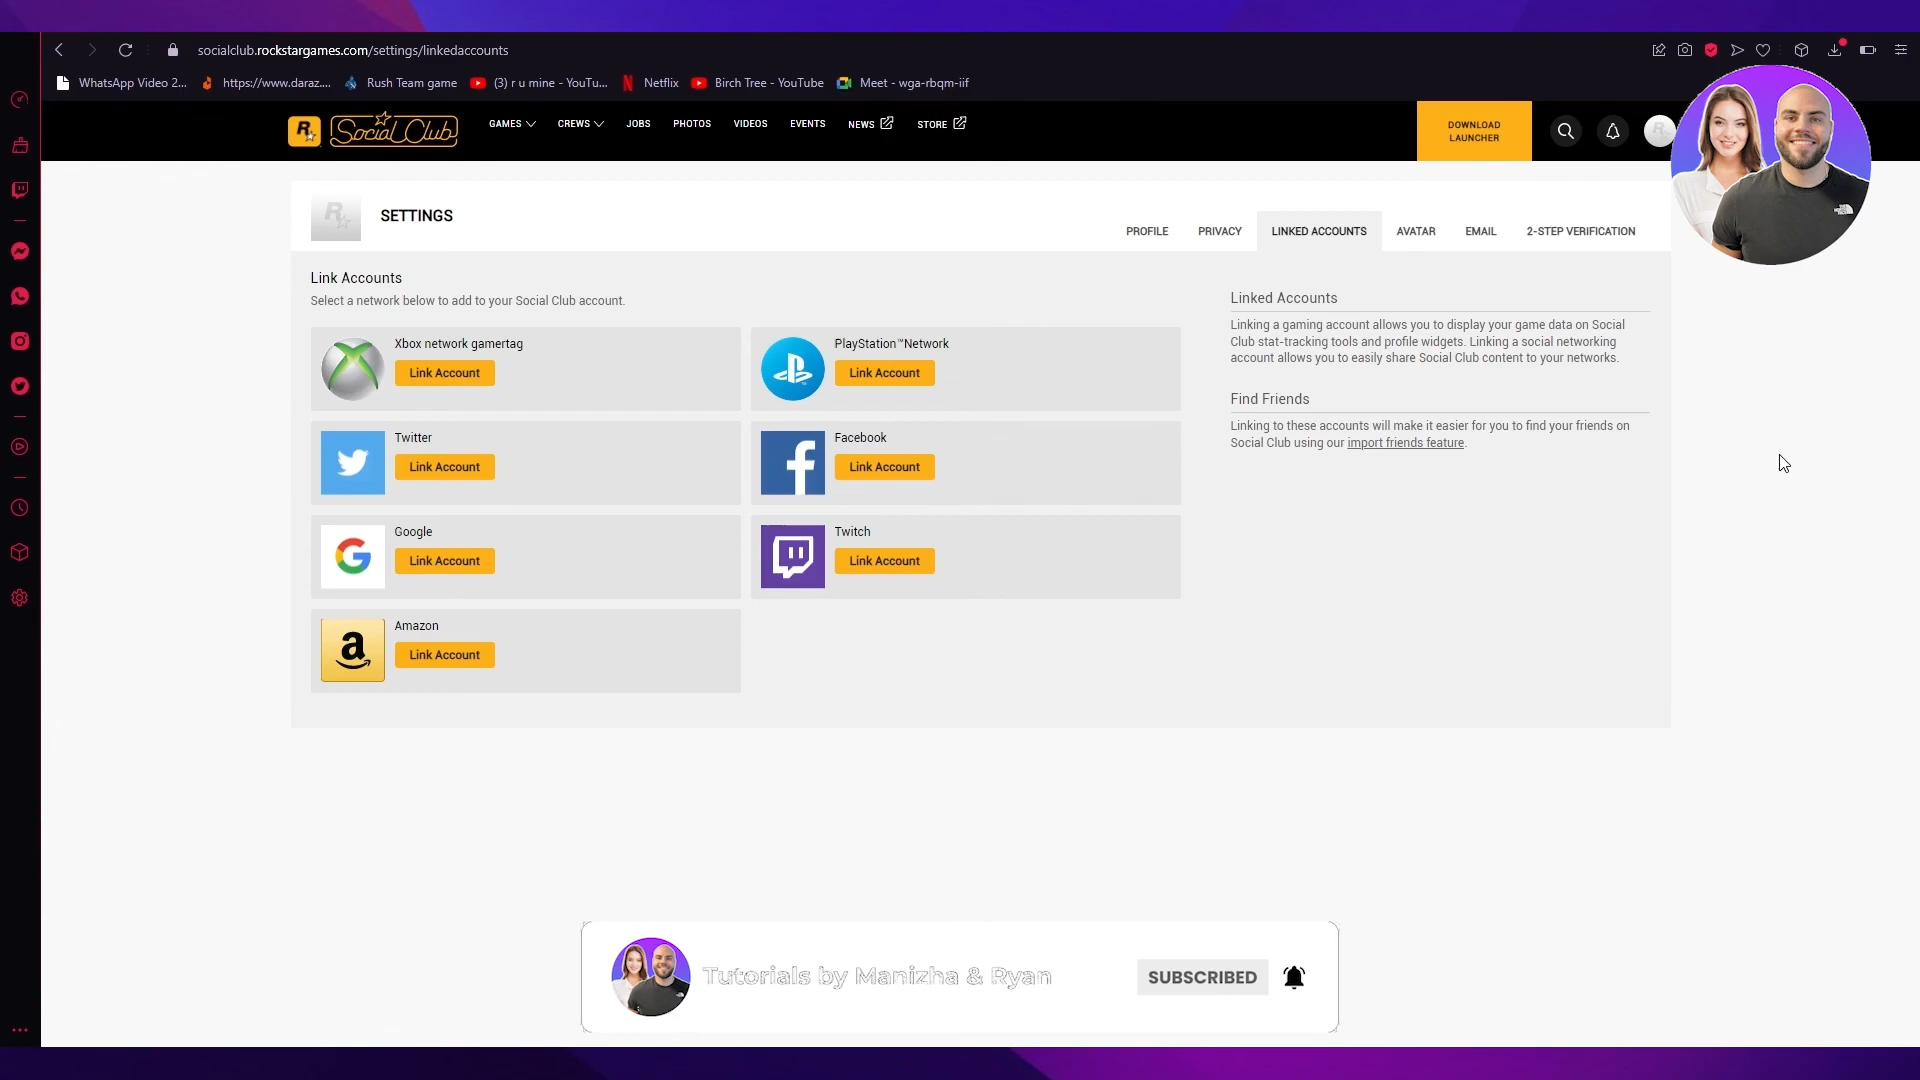 socialclub.rockstargames.com/settings/linkedaccounts
WhatsApp Video 2...
https://www.daraz....
Rush Team game
(3) r u mine - YouTu...
Netflix
Birch Tree - YouTube
Meet - wga-rbqm-iif
R
Social Club
GAMES
CREWS
JOBS
PHOTOS
VIDEOS
EVENTS
NEWS
STORE
DOWNLOAD
LAUNCHER
SETTINGS
PROFILE
PRIVACY
LINKED ACCOUNTS
AVATAR
EMAIL
2-STEP VERIFICATION
Link Accounts
Select a network below to add to your Social Club account.
Xbox network gamertag
Link Account
PlayStation™Network
Link Account
Twitter
Link Account
Facebook
Link Account
Google
Link Account
Twitch
Link Account
Amazon
Link Account
Linked Accounts
Linking a gaming account allows you to display your game data on Social
Club stat-tracking tools and profile widgets. Linking a social networking
account allows you to easily share Social Club content to your networks.
Find Friends
Linking to these accounts will make it easier for you to find your friends on
Social Club using our import friends feature.
Tutorials by Manizha & Ryan
SUBSCRIBED